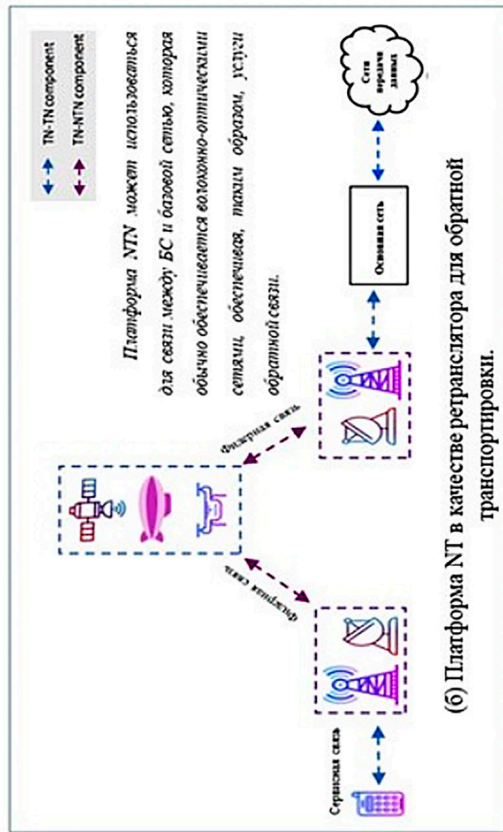 TN-TN component
TN-NTN component
Платформа NTN может использоваться
для связи между БС и базовой сетью, которая
обычно обеспечивается волоконно-оптическими
сетями, обеспечивая, таким образом, услуги
обратной связи.
Фидерная связь
Фидерная связь
Сервисная связь
Основная сеть
Сети
передачи
данных
(б) Платформа NT в качестве ретранслятора для обратной
транспортировки.